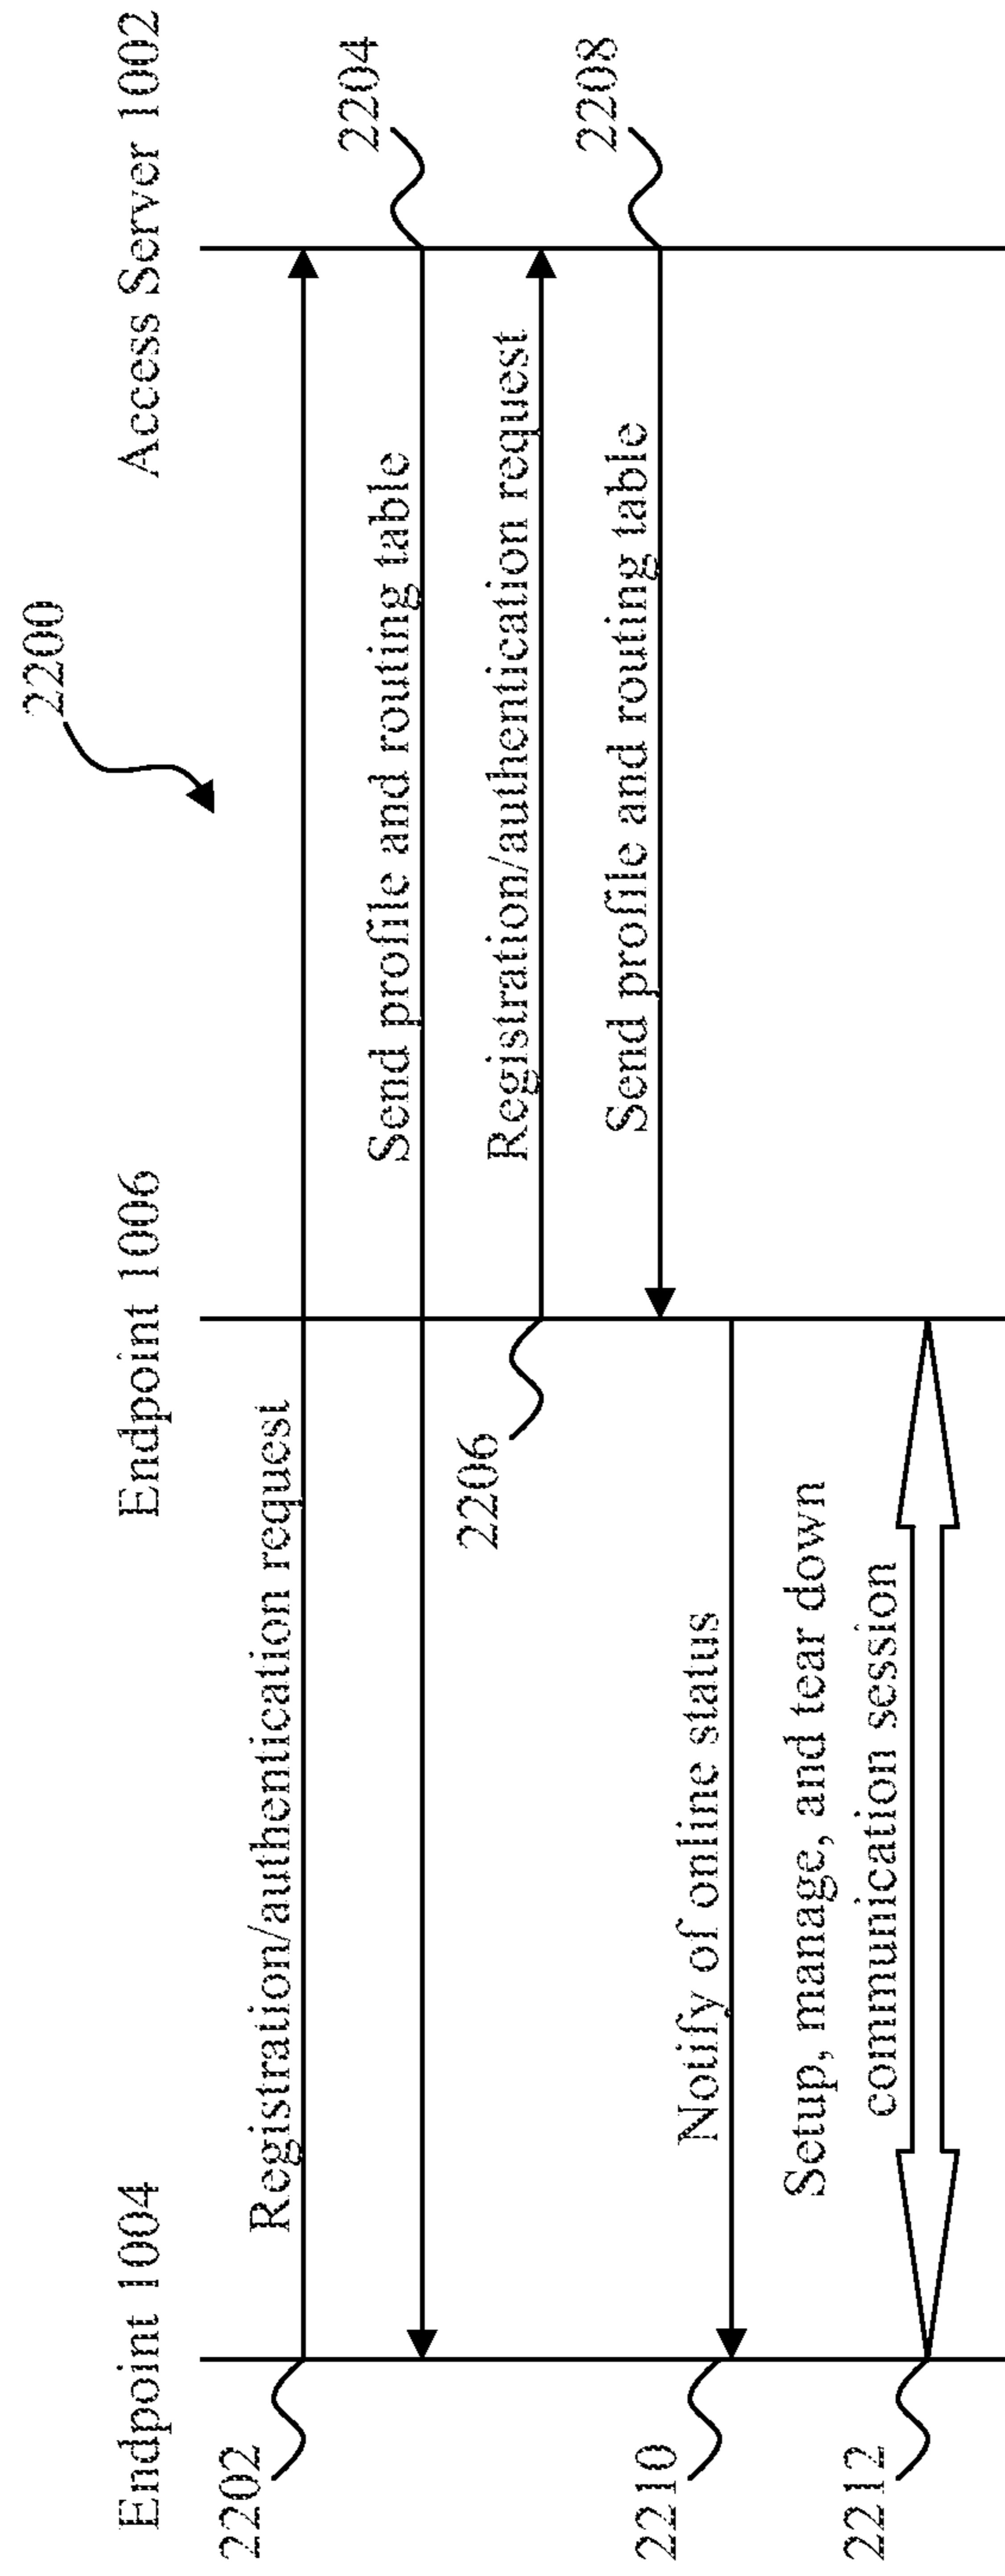 2200
Endpoint 1004
Endpoint 1006
Access Server 1002
2202
Registration/authentication request
2204
Send profile and routing table
2206
Registration/authentication request
2208
Send profile and routing table
2210
Notify of online status
2212
Setup, manage, and tear down
communication session